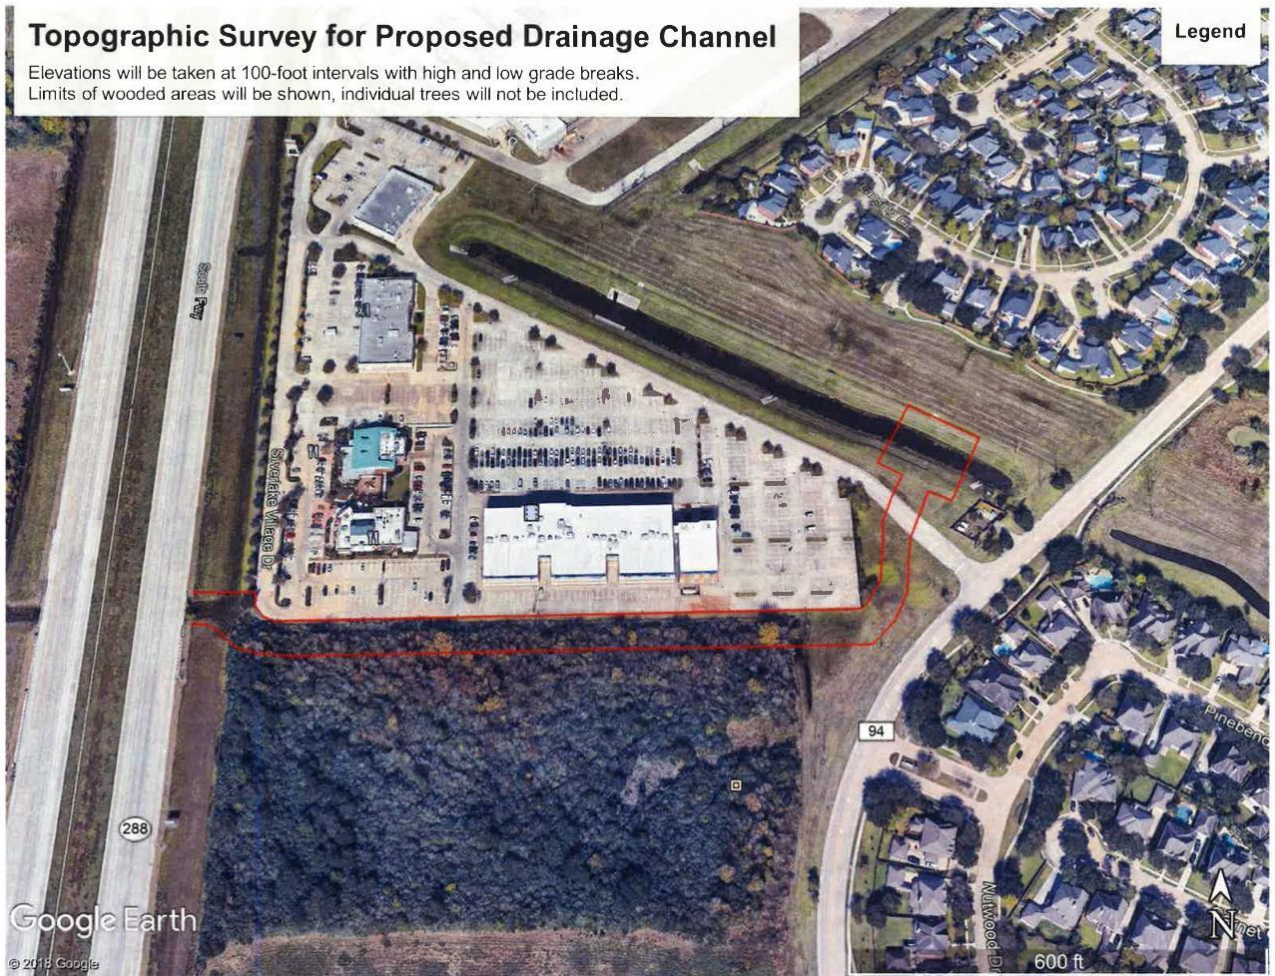 Topographic Survey for Proposed Drainage Channel
Elevations will be taken at 100-foot intervals with high and low grade breaks.
Limits of wooded areas will be shown, individual trees will not be included.
Legend
South Fwy
Silverlake Village Dr
94
288
Pinebend
Nutwood Dr
N
Google Earth
© 2018 Google
600 ft